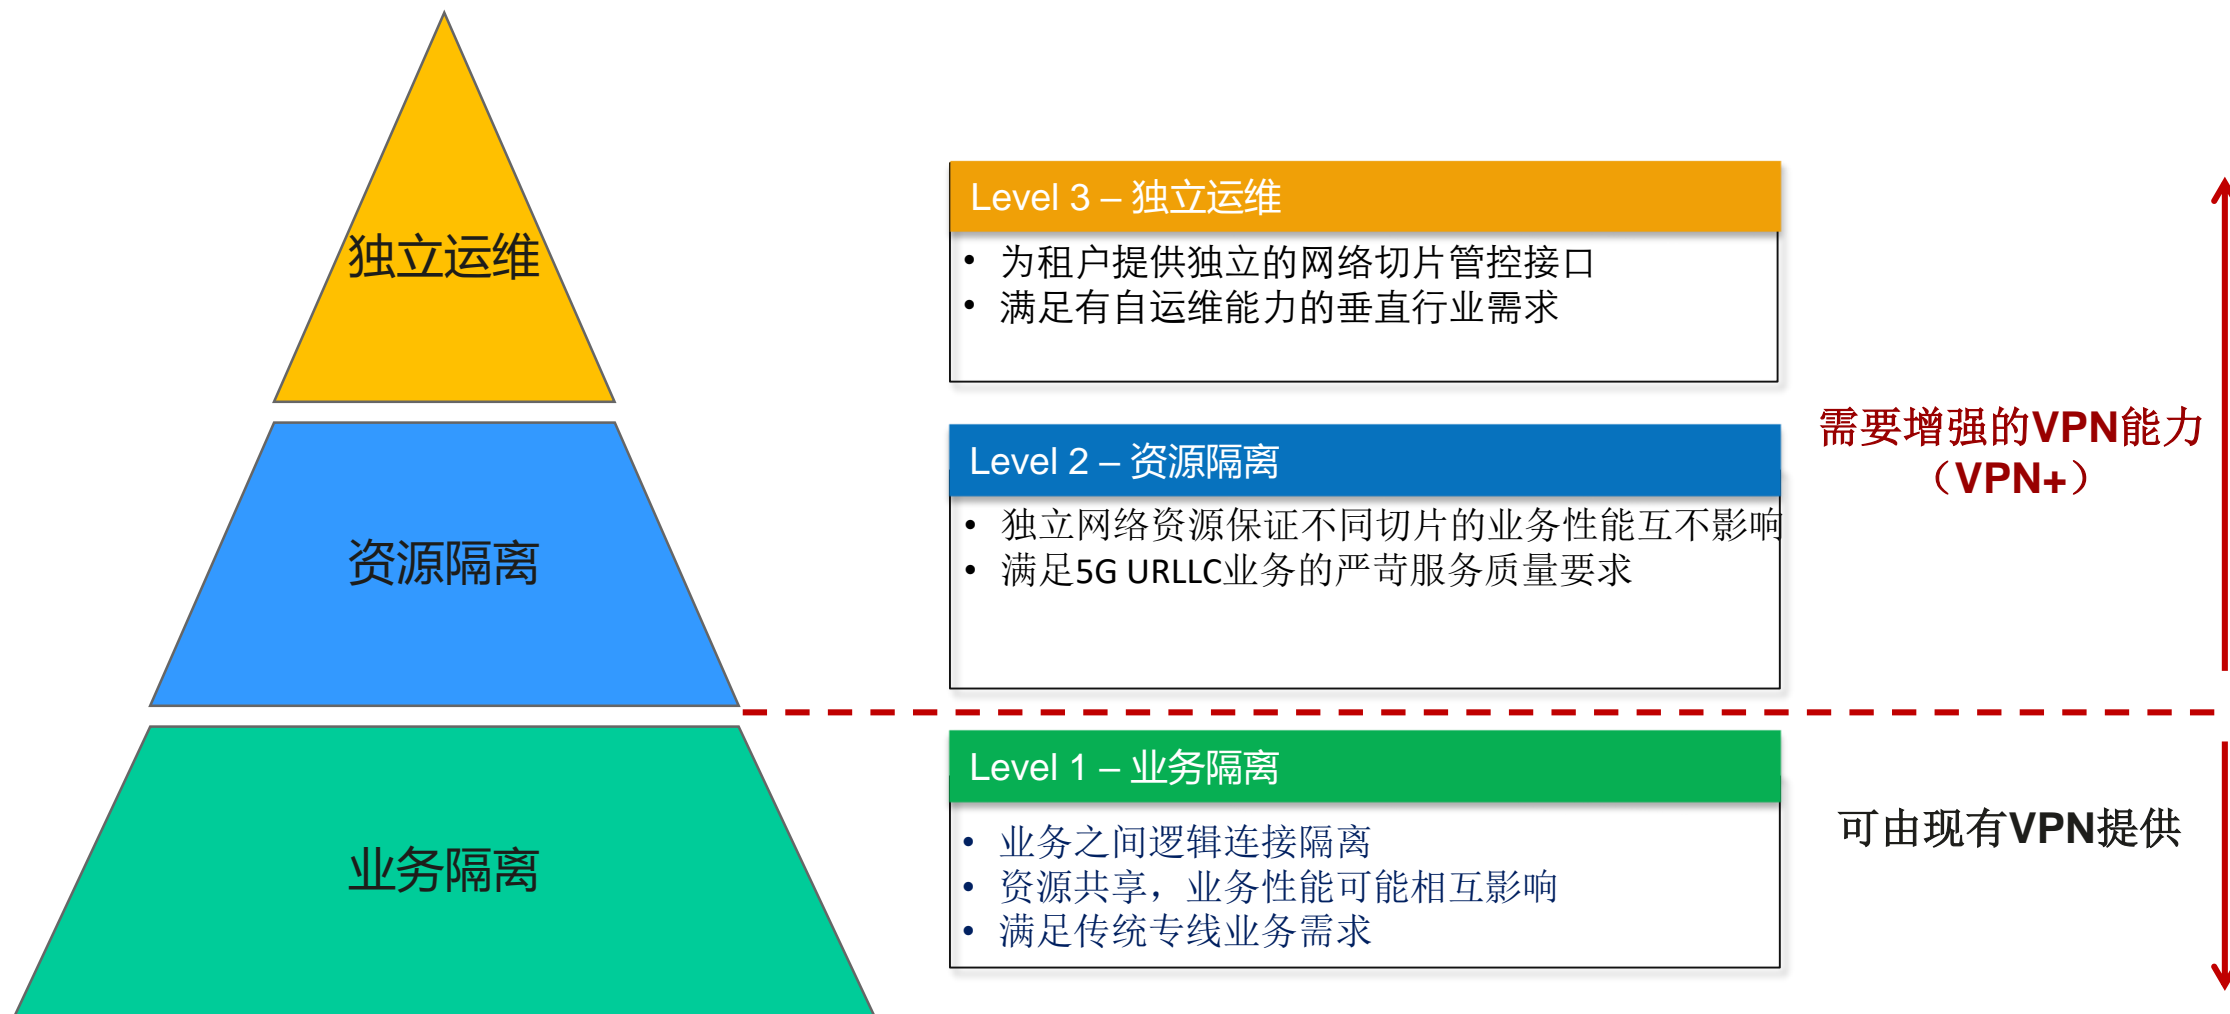 独立运维
资源隔离
业务隔离
Level 3 – 独立运维
• 为租户提供独立的网络切片管控接口
• 满足有自运维能力的垂直行业需求
Level 2 – 资源隔离
• 独立网络资源保证不同切片的业务性能互不影响
• 满足5G URLLC业务的严苛服务质量要求
Level 1 – 业务隔离
• 业务之间逻辑连接隔离
• 资源共享，业务性能可能相互影响
• 满足传统专线业务需求
需要增强的VPN能力
（VPN+）
可由现有VPN提供